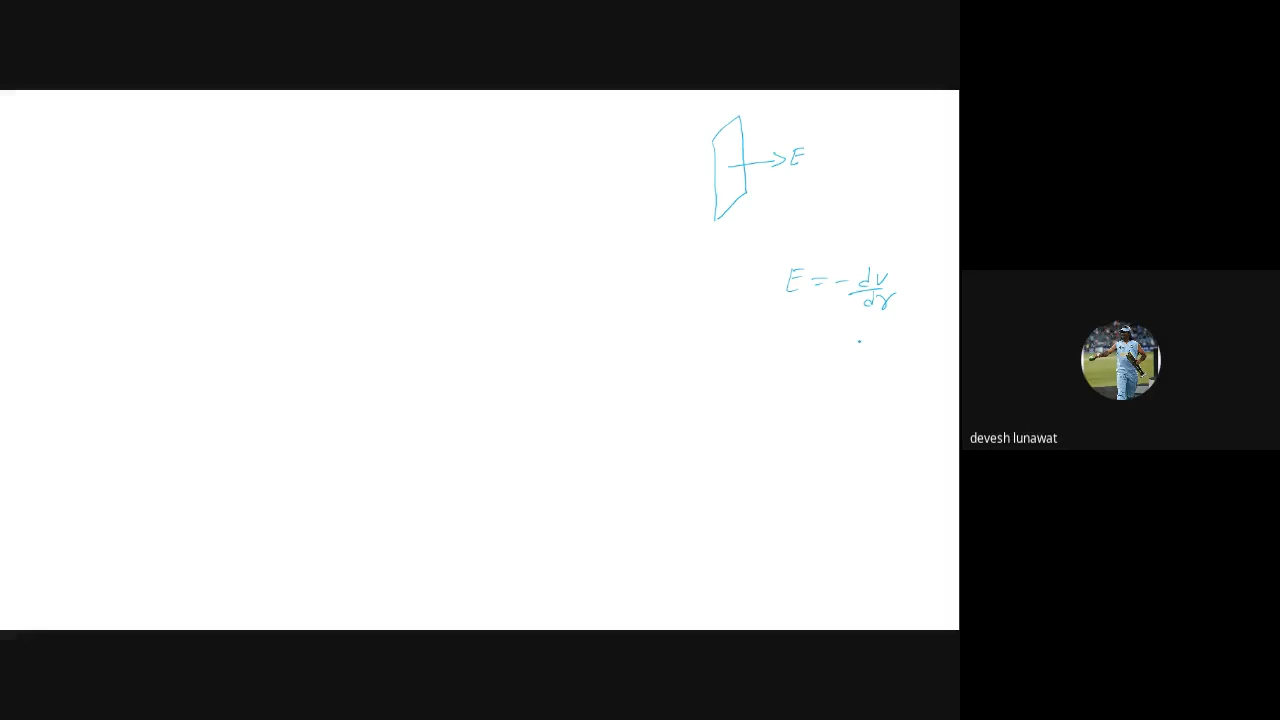 E
E = - dv/dr
devesh lunawat